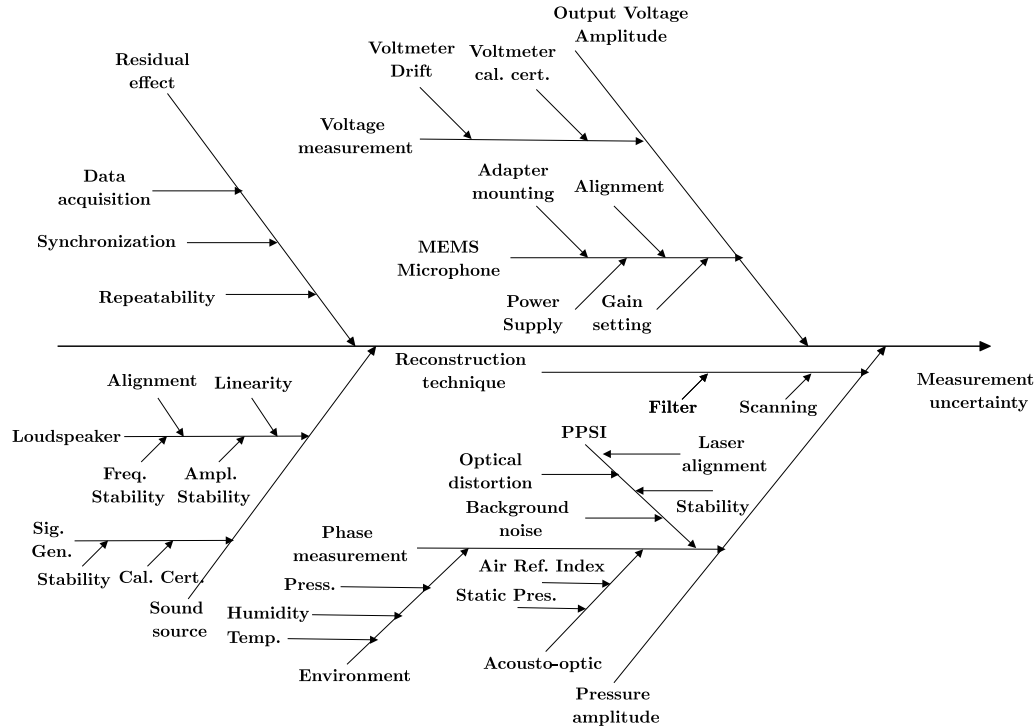 Output Voltage
Amplitude
Voltmeter
Drift
Voltmeter
cal. cert.
Residual
effect
Voltage
measurement
Data
acquisition
Adapter
mounting
Alignment
Synchronization
MEMS
Microphone
Repeatability
Power
Supply
Gain
setting
Reconstruction
technique
Measurement
uncertainty
Alignment
Linearity
Filter
Scanning
Loudspeaker
Freq.
Stability
Ampl.
Stability
PPSI
Laser
alignment
Optical
distortion
Stability
Background
noise
Sig.
Gen.
Stability
Cal. Cert.
Phase
measurement
Air Ref. Index
Press.
Static Pres.
Sound
source
Humidity
Temp.
Environment
Acousto-optic
Pressure
amplitude